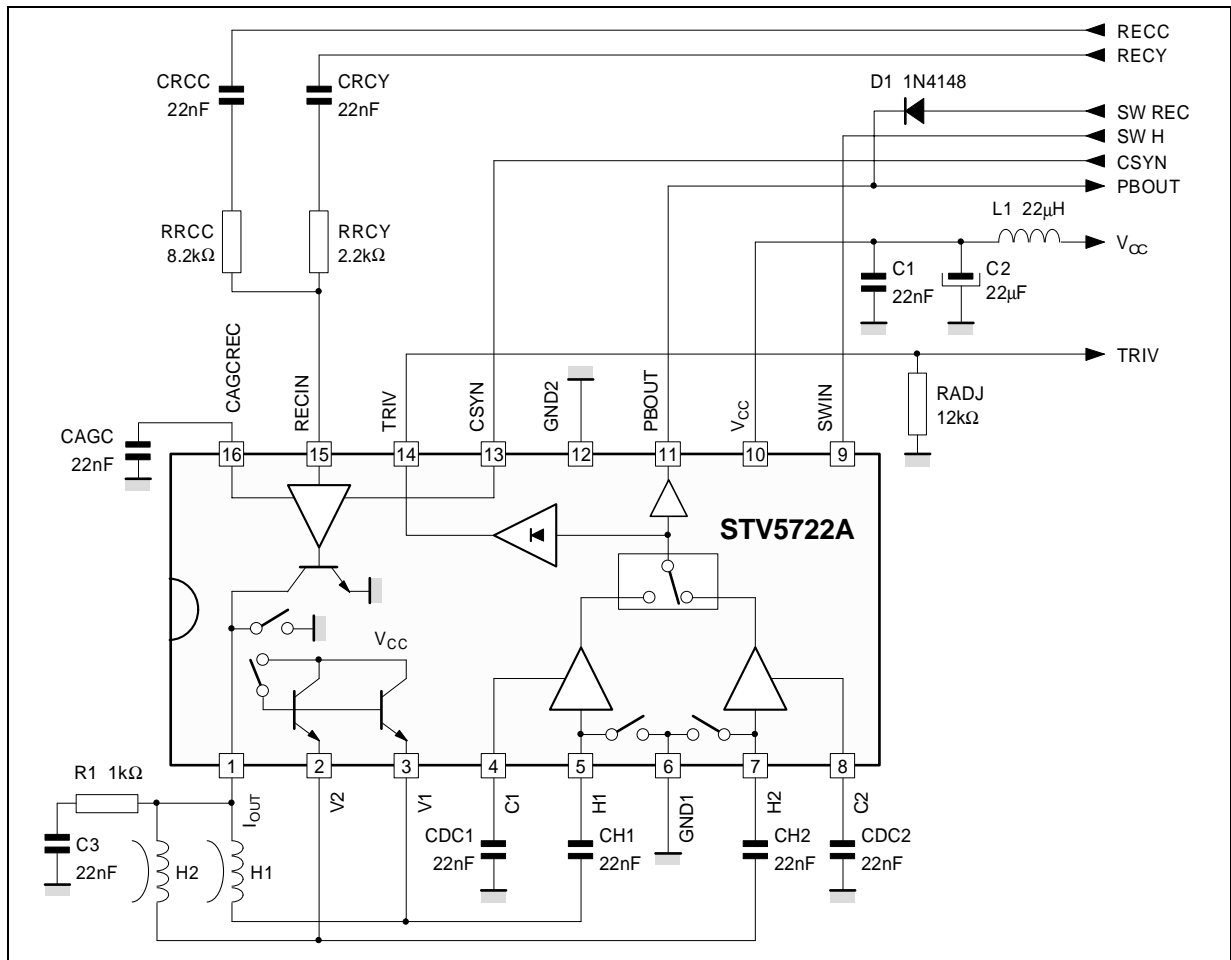 RECC
RECY
CRCC
22nF
CRCY
22nF
D1 1N4148
SW REC
SW H
CSYN
PBOUT
L1 22μH
VCC
RRCC
8.2kΩ
RRCY
2.2kΩ
C1
22nF
C2
22μF
TRIV
RADJ
12kΩ
CAGCREC
RECIN
TRIV
CSYN
GND2
PBOUT
VCC
SWIN
CAGC
22nF
16
15
14
13
12
11
10
9
STV5722A
VCC
1
2
3
4
5
6
7
8
R1 1kΩ
IOUT
V2
V1
C1
H1
GND1
H2
C2
C3
22nF
H2
H1
CDC1
22nF
CH1
22nF
CH2
22nF
CDC2
22nF